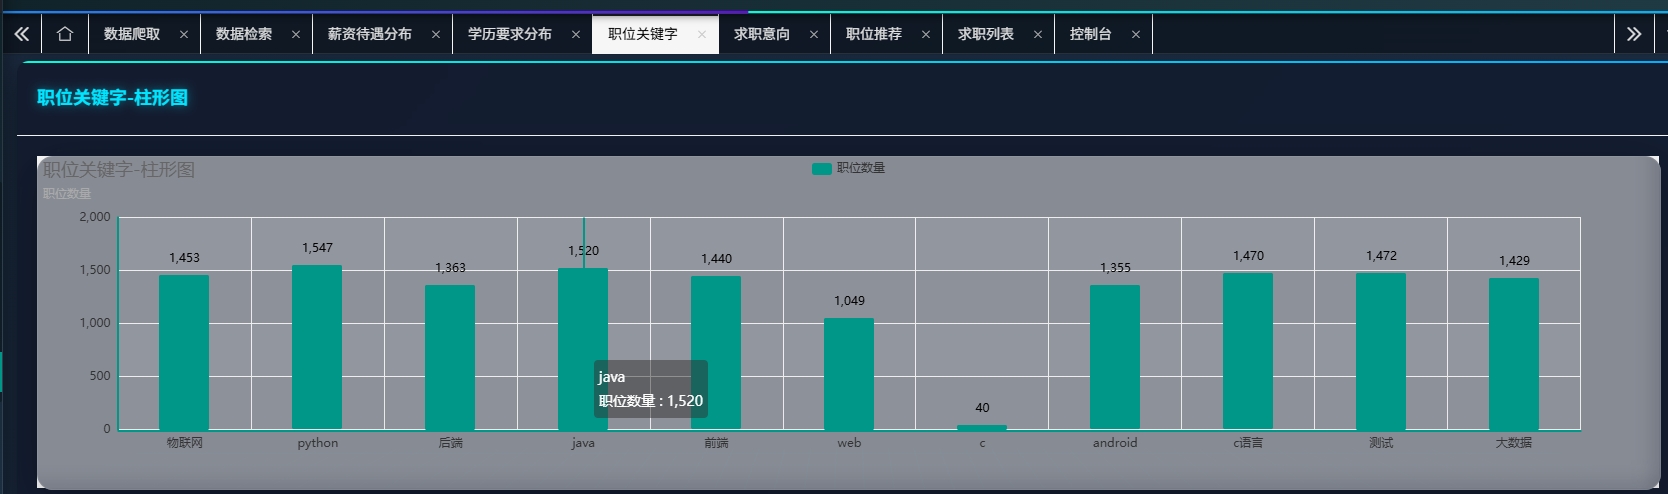 数据爬取 × 数据检索 × 薪资待遇分布 × 学历要求分布 × 职位关键字 × 求职意向 × 职位推荐 × 求职列表 × 控制台 ×
职位关键字-柱形图
职位关键字-柱形图
职位数量
职位数量
2,000
1,500
1,000
500
0
1,453
1,547
1,363
1,520
1,440
1,049
40
1,355
1,470
1,472
1,429
java
职位数量 : 1,520
物联网 python 后端 java 前端 web c android c语言 测试 大数据